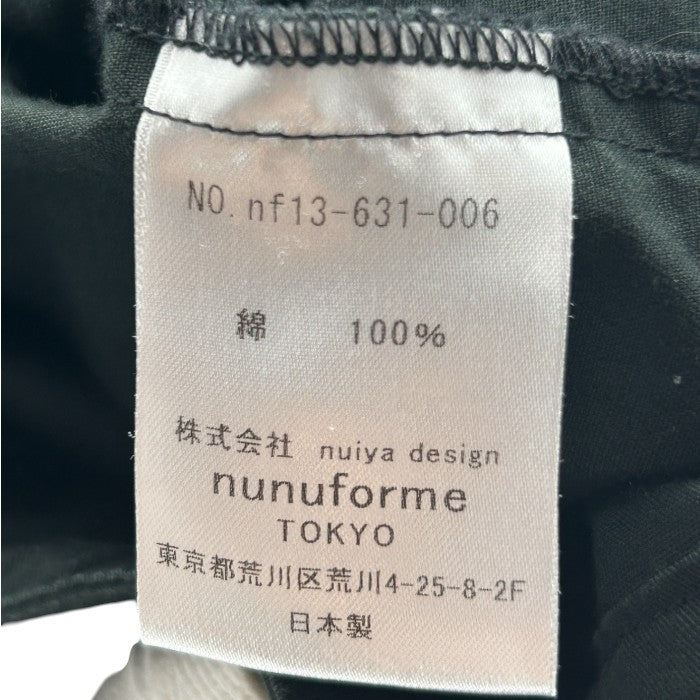 NO. nf13-631-006
綿 100%
株式会社 nuiya design
nunuforme
TOKYO
東京都荒川区荒川4-25-8-2F
日本製